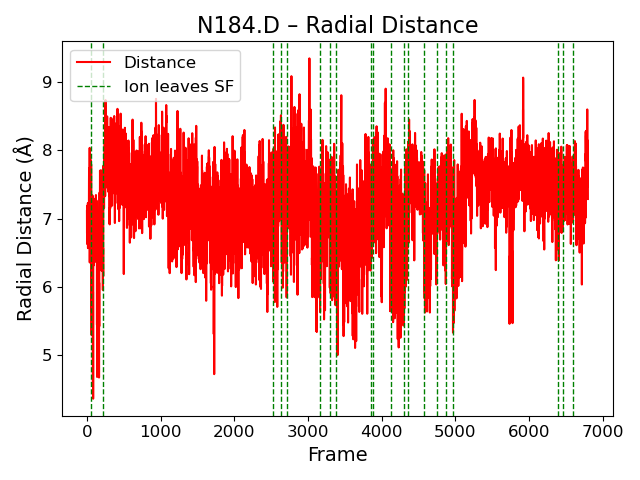 N184.D – Radial Distance
Distance
Ion leaves SF
Radial Distance (Å)
9
8
7
6
5
0 1000 2000 3000 4000 5000 6000 7000
Frame